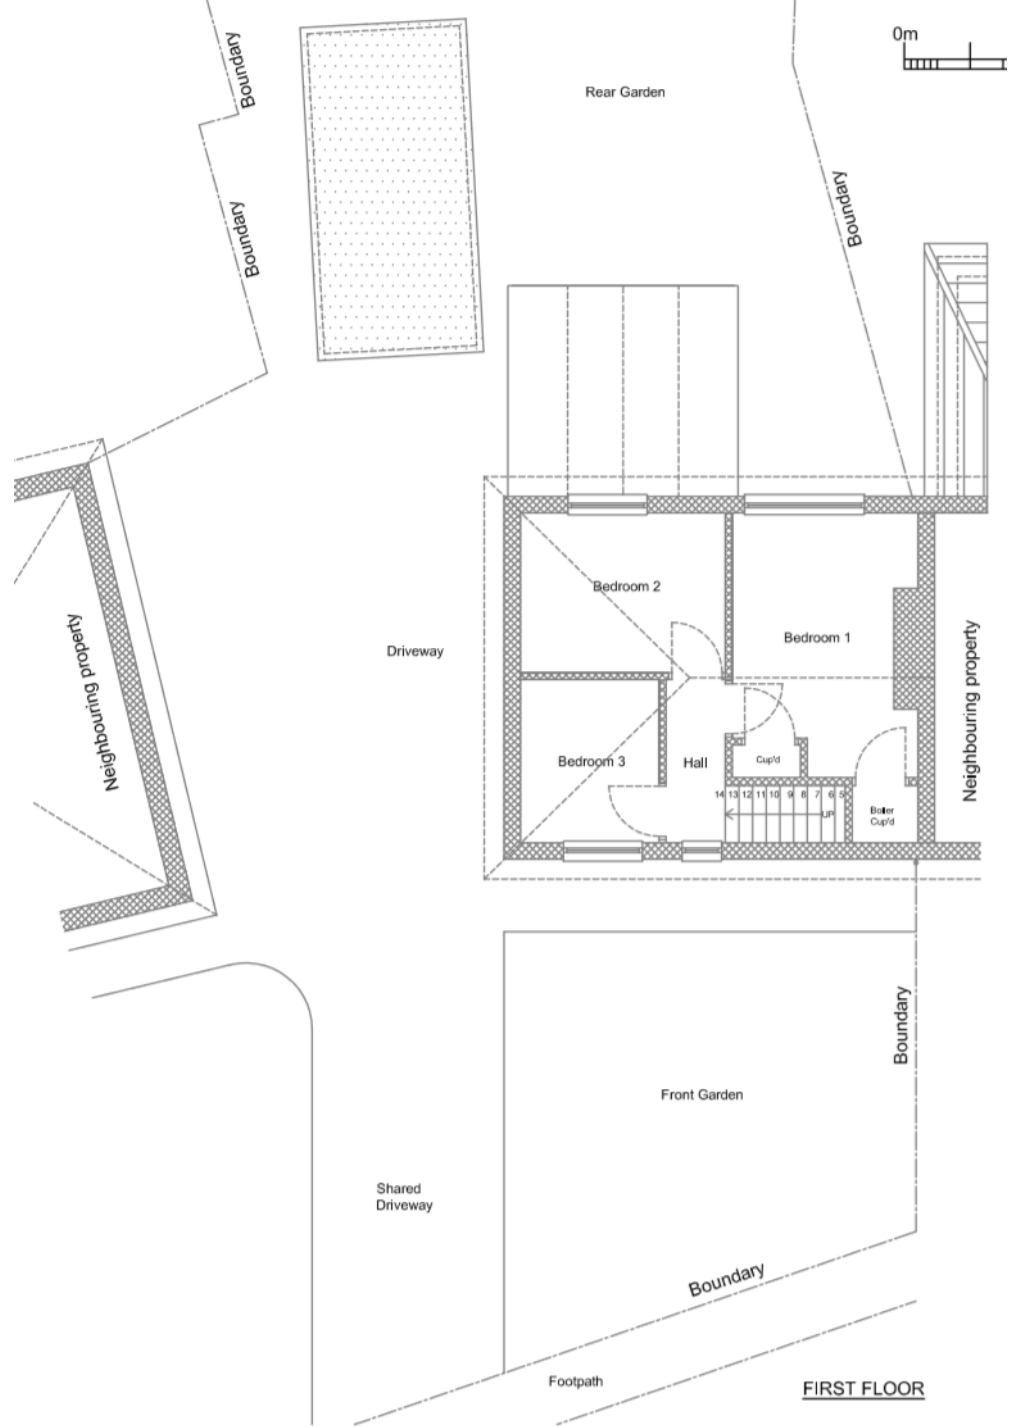 0m
Boundary
Rear Garden
Boundary
Boundary
Bedroom 2
Bedroom 1
Driveway
Neighbouring property
Neighbouring property
Bedroom 3
Hall
Cup'd
14 13 12 11 10 9 8 7 6 5
UP
Boiler
Cup'd
Boundary
Front Garden
Shared
Driveway
Boundary
Footpath
FIRST FLOOR